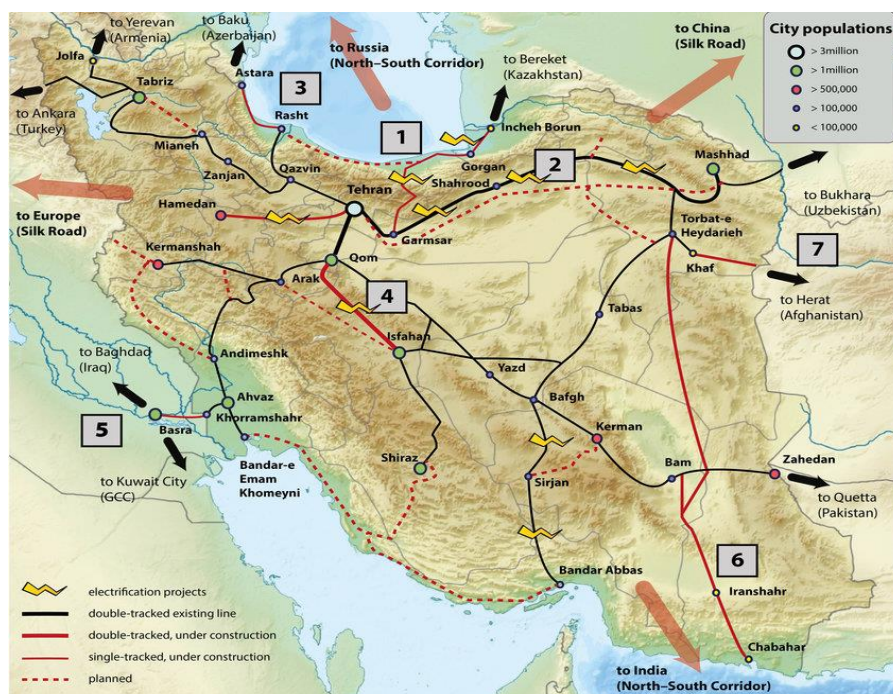 to Yerevan
(Armenia)
to Baku
(Azerbaijan)
to Russia
(North–South Corridor)
to Bereket
(Kazakhstan)
to China
(Silk Road)
City populations
> 3million
> 1million
> 500,000
> 100,000
< 100,000
Jolfa
Tabriz
Astara
3
Rasht
1
Incheh Borun
to Ankara
(Turkey)
Mianeh
Zanjan
Qazvin
Gorgan
Shahrood
2
Mashhad
to Bukhara
(Uzbekistan)
to Europe
(Silk Road)
Hamedan
Tehran
Garmsar
Torbat-e
Heydarieh
7
Kermanshah
Qom
Khaf
Arak
4
to Herat
(Afghanistan)
Tabas
Isfahan
Andimeshk
to Baghdad
(Iraq)
Yazd
Bafgh
Ahvaz
5
Basra
Khorramshahr
Kerman
Shiraz
Bandar-e
Emam
Khomeyni
Sirjan
Bam
Zahedan
to Kuwait City
(GCC)
to Quetta
(Pakistan)
6
Bandar Abbas
Iranshahr
Chabahar
to India
(North–South Corridor)
electrification projects
double-tracked existing line
double-tracked, under construction
single-tracked, under construction
planned